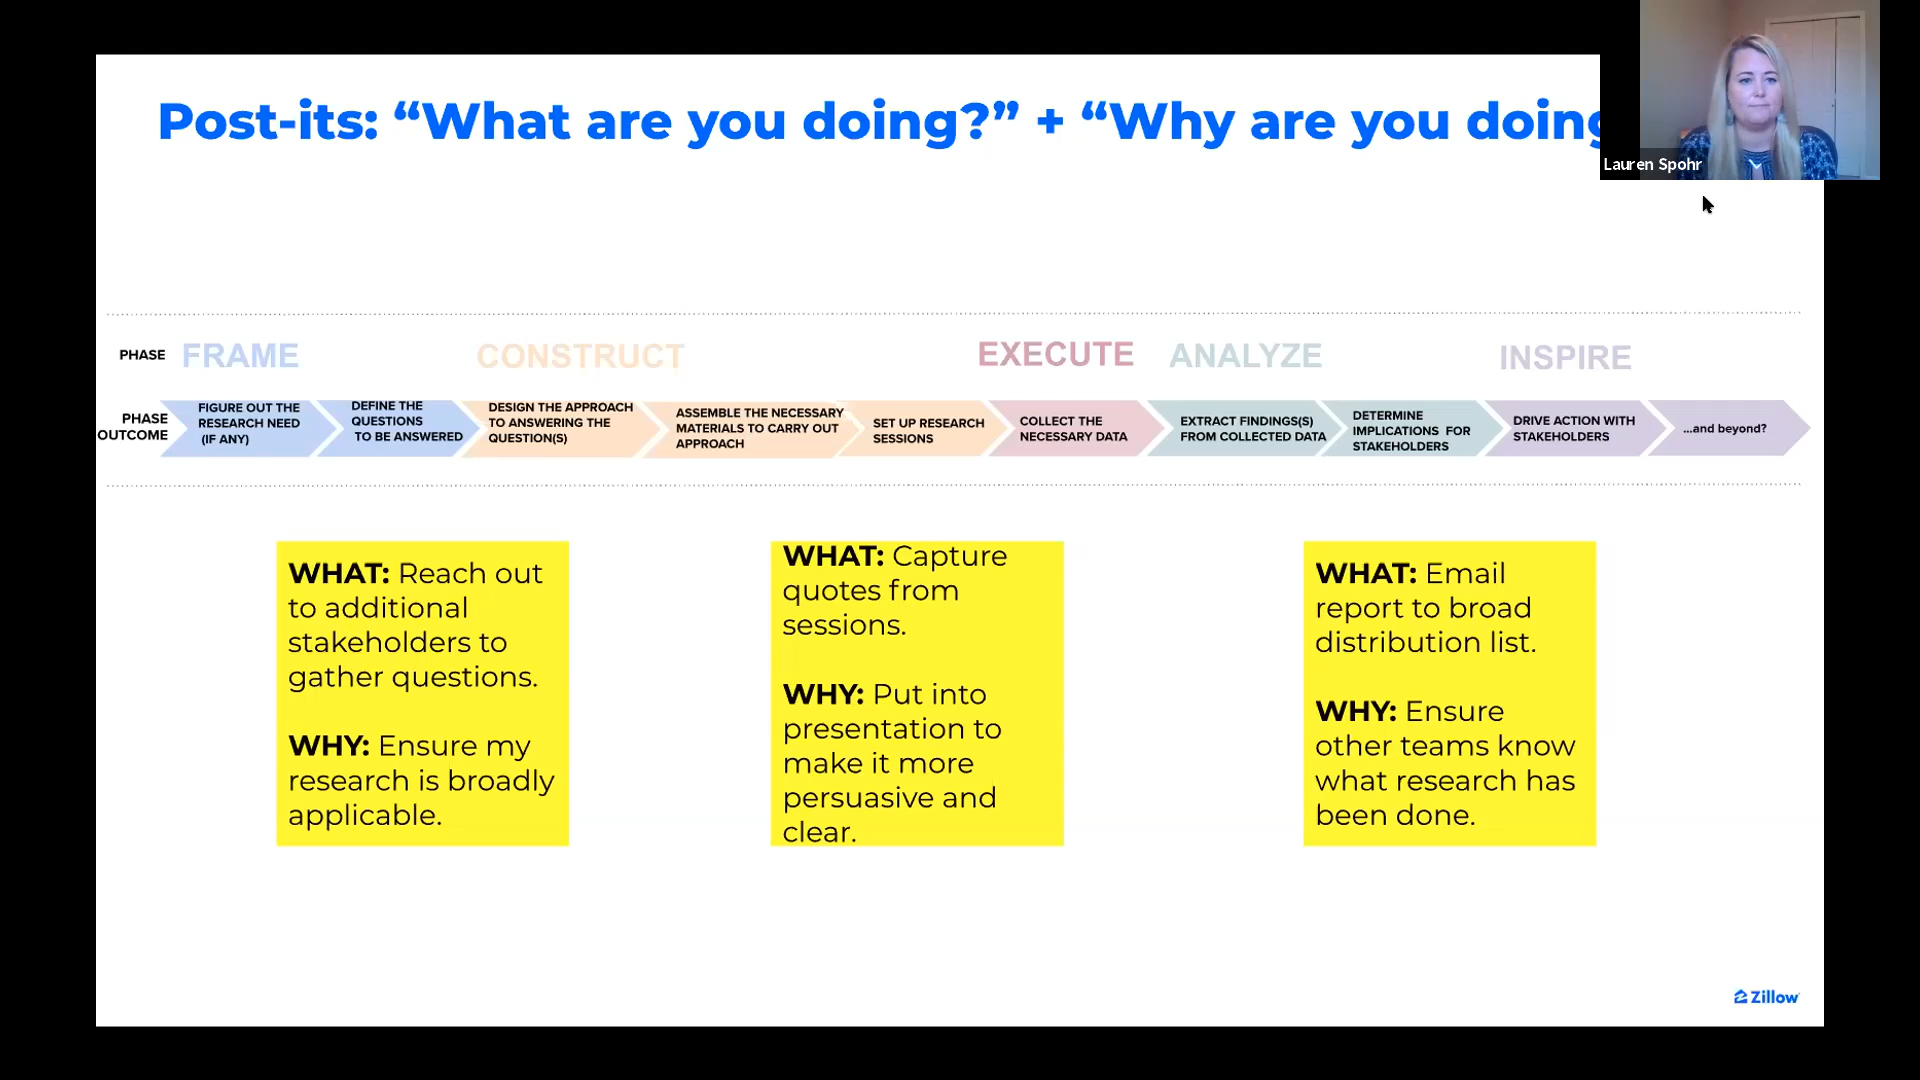 Post-its: “What are you doing?” + “Why are you doing
Lauren Spohr
PHASE
FRAME
CONSTRUCT
EXECUTE
ANALYZE
INSPIRE
PHASE
OUTCOME
FIGURE OUT THE
RESEARCH NEED
(IF ANY)
DEFINE THE
QUESTIONS
TO BE ANSWERED
DESIGN THE APPROACH
TO ANSWERING THE
QUESTION(S)
ASSEMBLE THE NECESSARY
MATERIALS TO CARRY OUT
APPROACH
SET UP RESEARCH
SESSIONS
COLLECT THE
NECESSARY DATA
EXTRACT FINDINGS(S)
FROM COLLECTED DATA
DETERMINE
IMPLICATIONS FOR
STAKEHOLDERS
DRIVE ACTION WITH
STAKEHOLDERS
...and beyond?
WHAT: Reach out
to additional
stakeholders to
gather questions.
WHY: Ensure my
research is broadly
applicable.
WHAT: Capture
quotes from
sessions.
WHY: Put into
presentation to
make it more
persuasive and
clear.
WHAT: Email
report to broad
distribution list.
WHY: Ensure
other teams know
what research has
been done.
Zillow